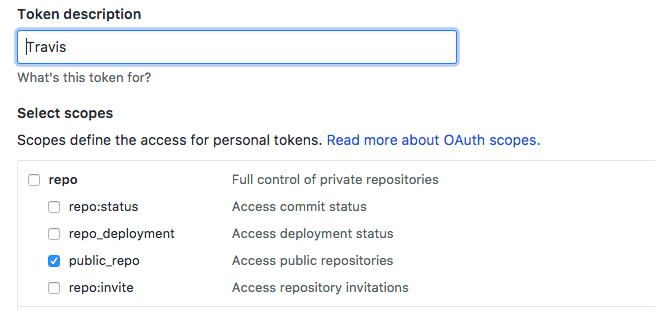 Token description
Travis
What's this token for?
Select scopes
Scopes define the access for personal tokens. Read more about OAuth scopes.
repo Full control of private repositories
repo:status Access commit status
repo_deployment Access deployment status
public_repo Access public repositories
repo:invite Access repository invitations